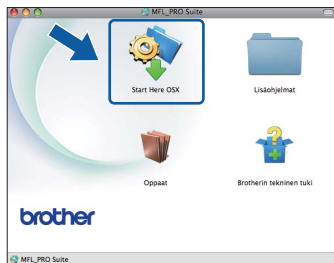 MFL_PRO Suite
Start Here OSX
Lisäohjelmat
Oppaat
Brotherin tekninen tuki
brother
MFL_PRO Suite